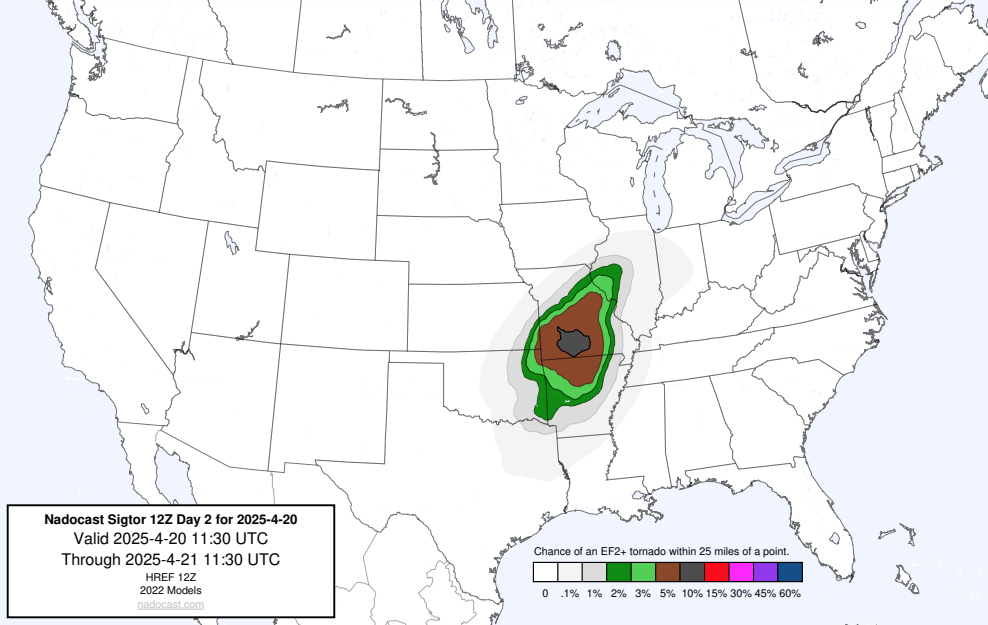 Nadocast Sigtor 12Z Day 2 for 2025-4-20
Valid 2025-4-20 11:30 UTC
Through 2025-4-21 11:30 UTC
HREF 12Z
2022 Models
nadocast.com
Chance of an EF2+ tornado within 25 miles of a point.
0 .1% 1% 2% 3% 5% 10% 15% 30% 45% 60%